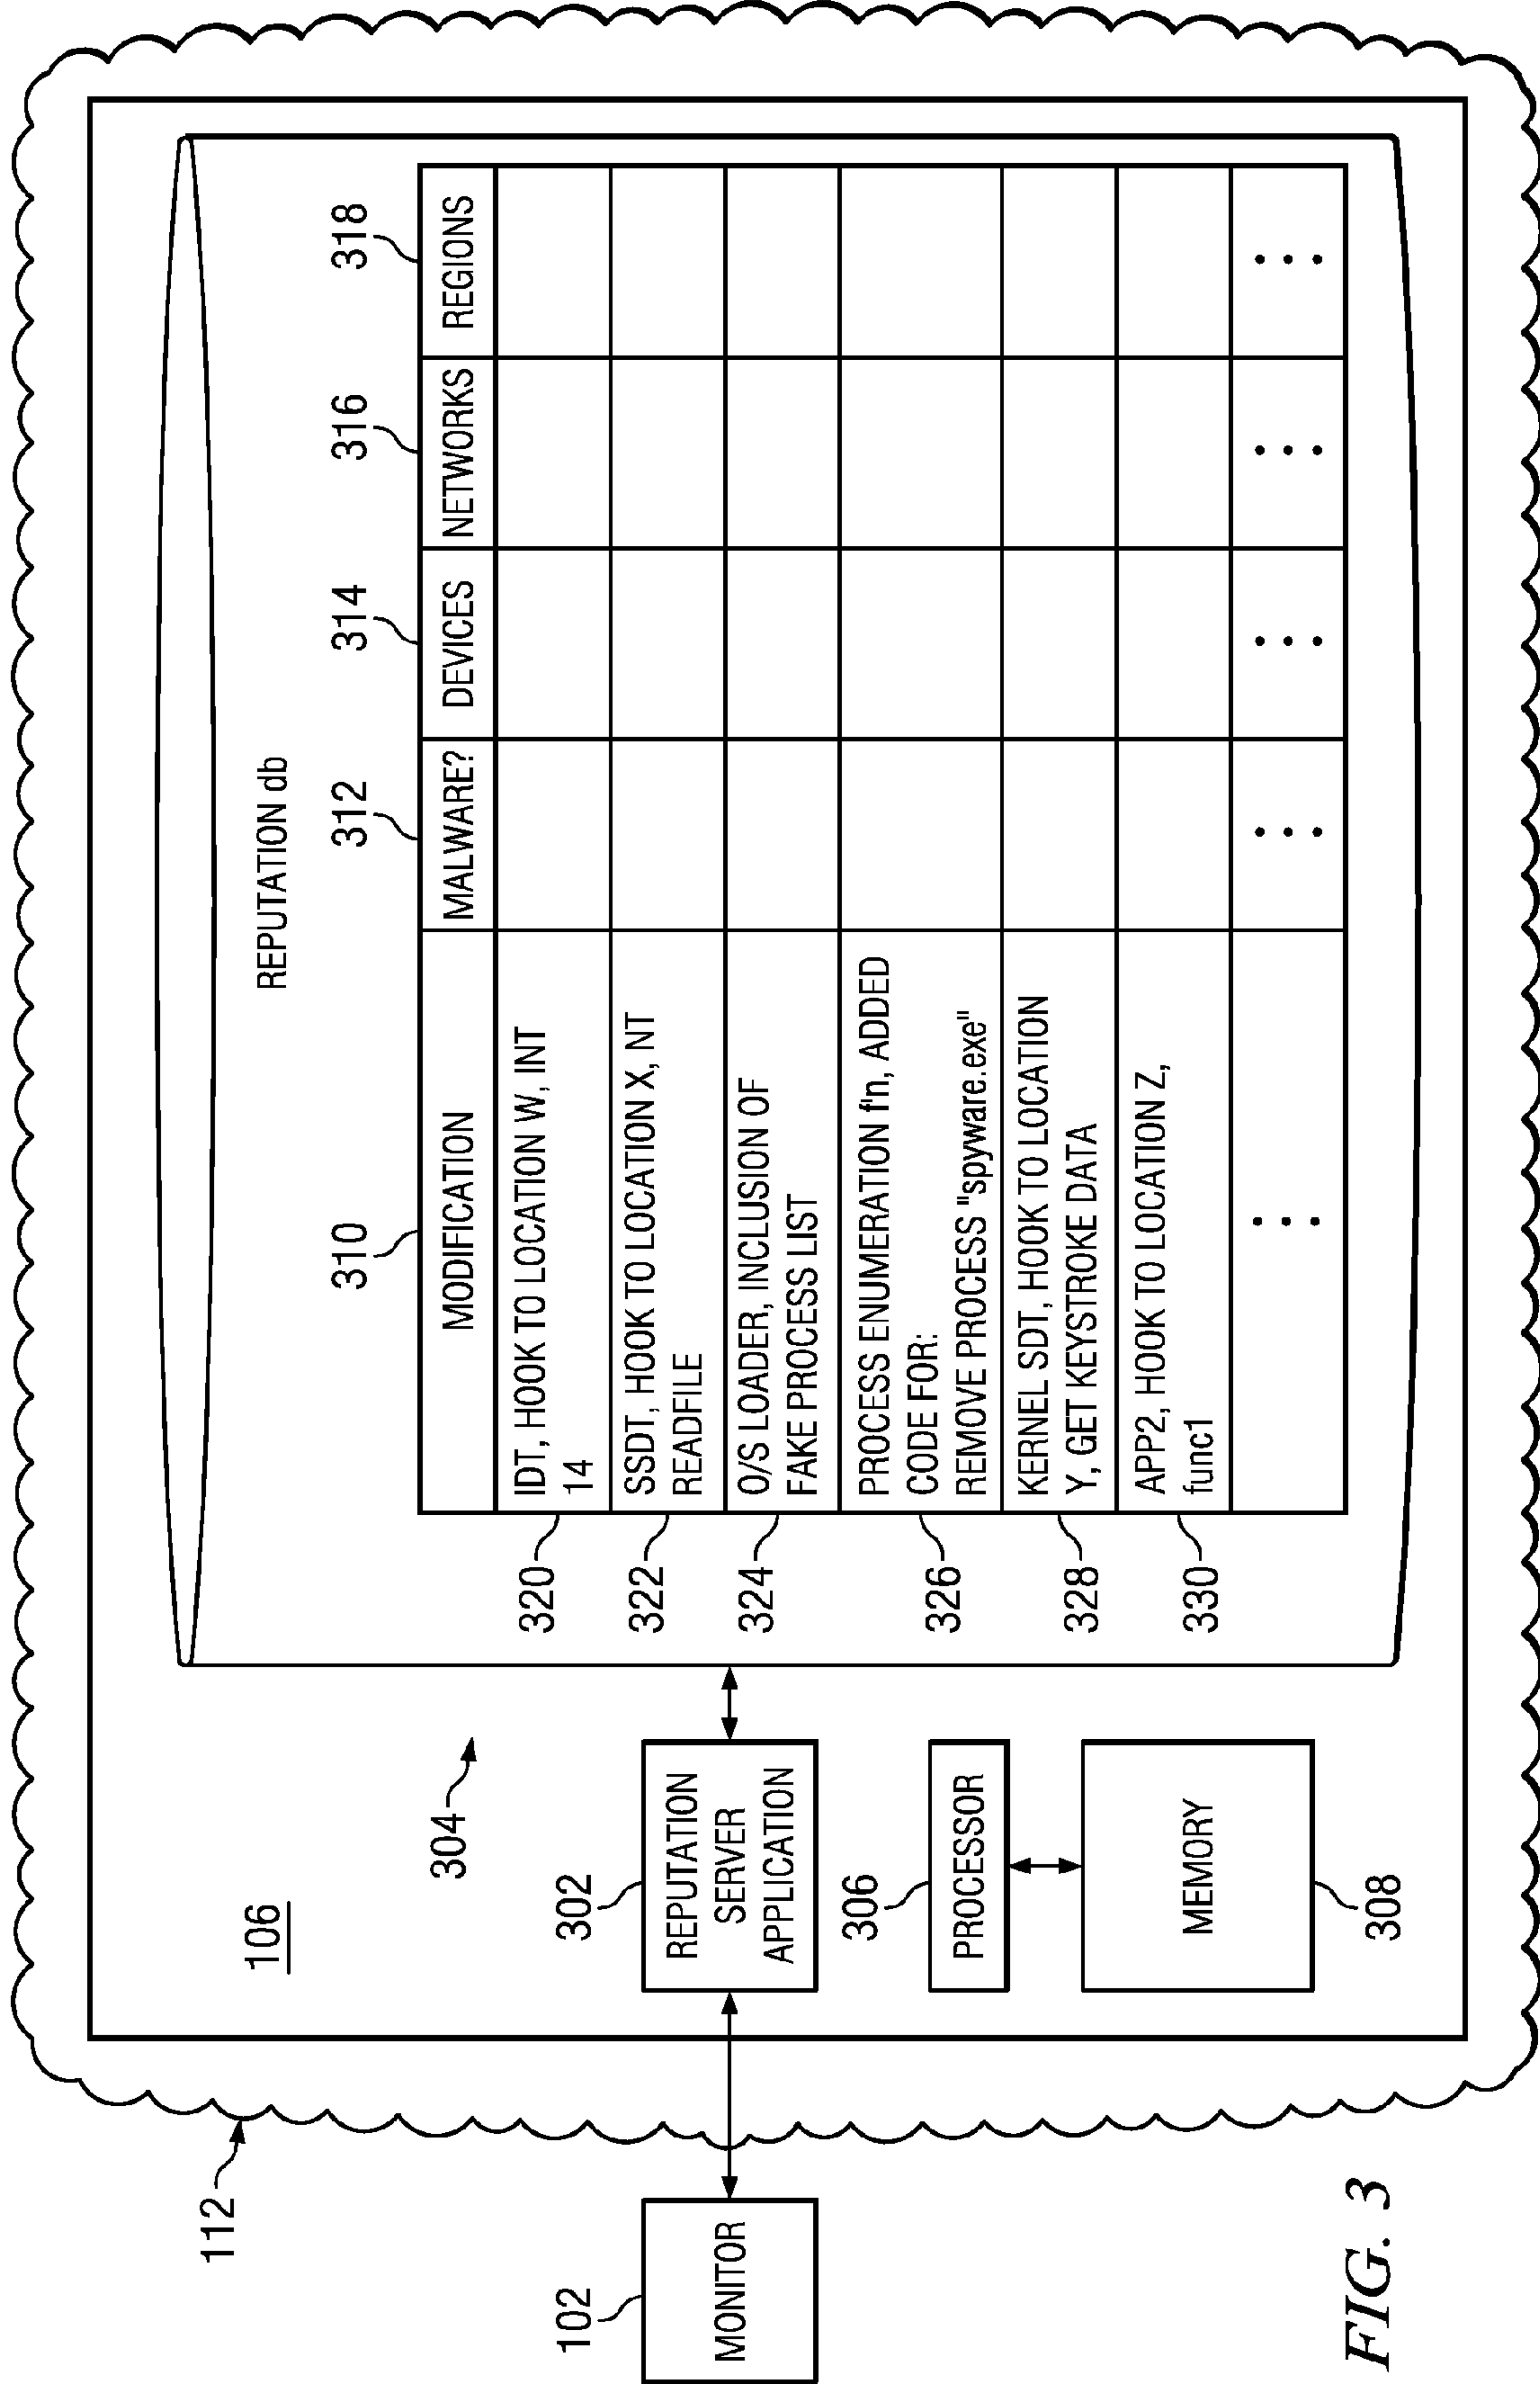 112
106
304
REPUTATION db
310
312
314
316
318
MODIFICATION
MALWARE?
DEVICES
NETWORKS
REGIONS
320
IDT, HOOK TO LOCATION W, INT
14
322
SSDT, HOOK TO LOCATION X, NT
READFILE
324
O/S LOADER, INCLUSION OF
FAKE PROCESS LIST
326
PROCESS ENUMERATION f'n, ADDED
CODE FOR:
REMOVE PROCESS "spyware.exe"
328
KERNEL SDT, HOOK TO LOCATION
Y, GET KEYSTROKE DATA
330
APP2, HOOK TO LOCATION Z,
func1
102
MONITOR
302
REPUTATION
SERVER
APPLICATION
306
PROCESSOR
MEMORY
308
FIG. 3